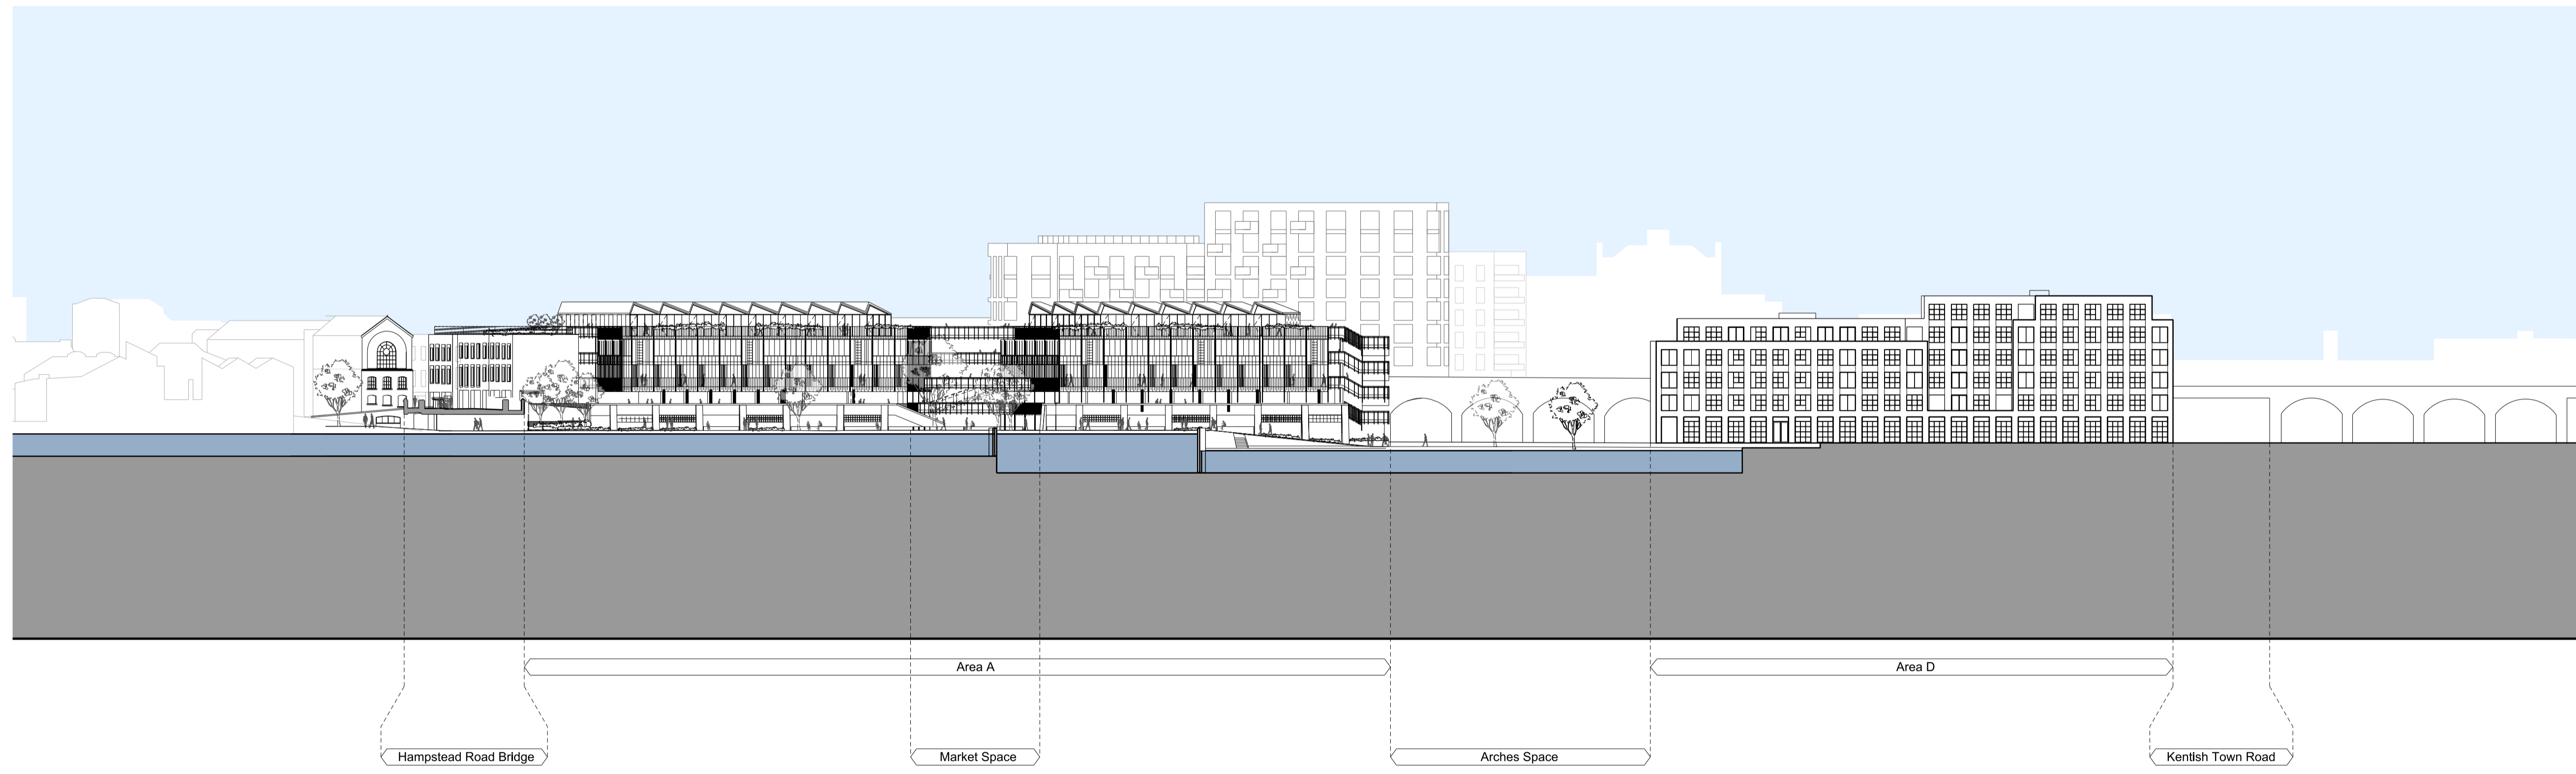 Area A
Area D
Hampstead Road Bridge
Market Space
Arches Space
Kentish Town Road